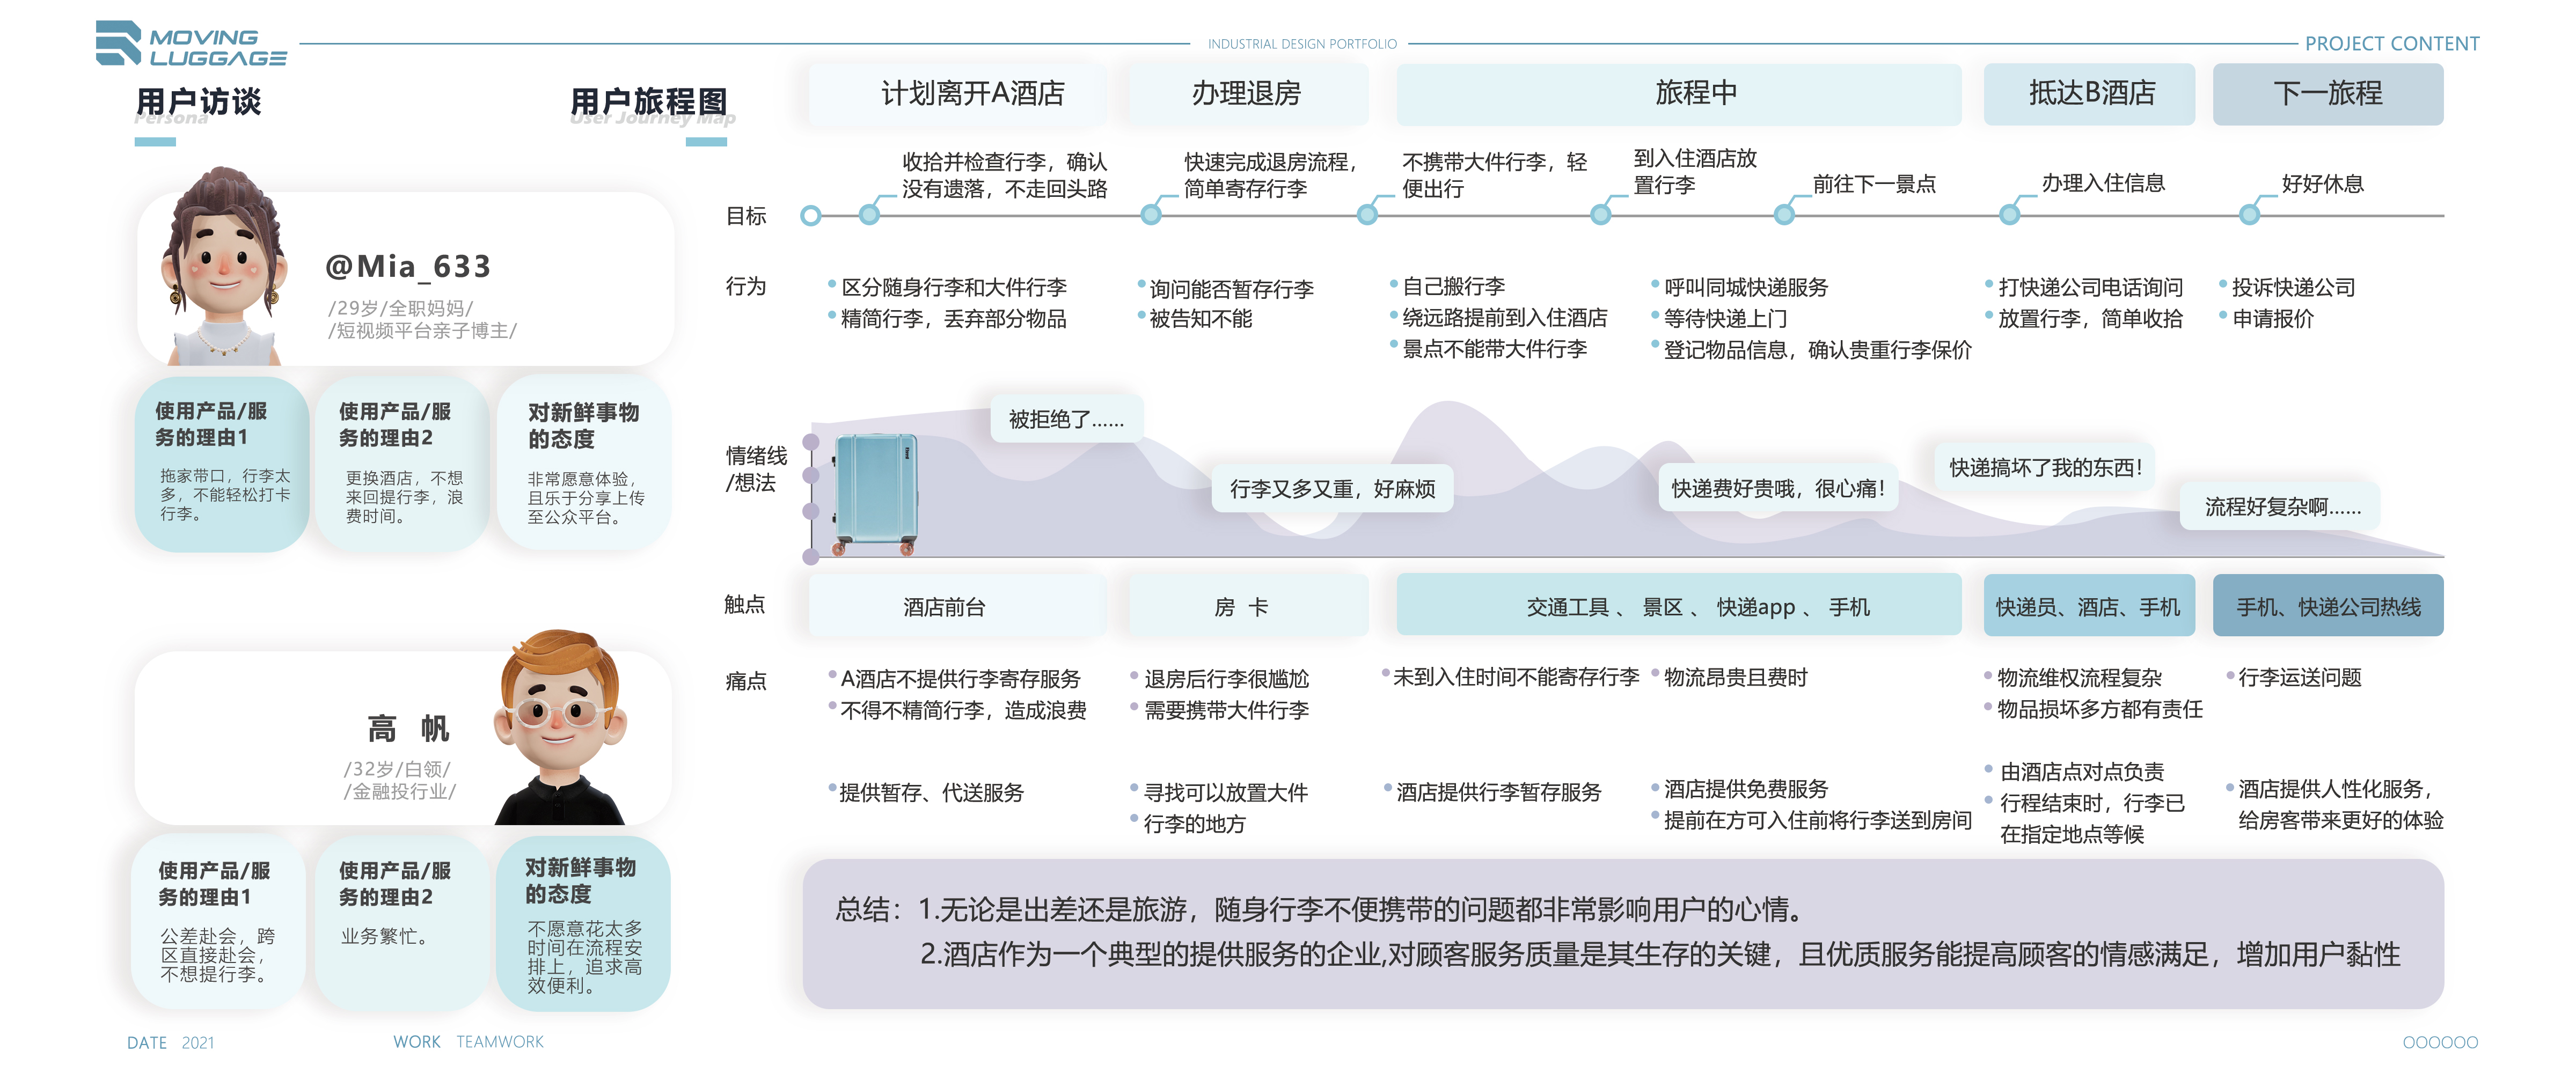 MOVING
LUGGAGE
INDUSTRIAL DESIGN PORTFOLIO
PROJECT CONTENT
用户访谈
Persona
用户旅程图
User Journey Map
@Mia_633
/29岁/全职妈妈/
/短视频平台亲子博主/
使用产品/服
务的理由1
拖家带口，行李太
多，不能轻松打卡
行李。
使用产品/服
务的理由2
更换酒店，不想
来回提行李，浪
费时间。
对新鲜事物
的态度
非常愿意体验，
且乐于分享上传
至公众平台。
高 帆
/32岁/白领/
/金融投行业/
使用产品/服
务的理由1
公差赴会，跨
区直接赴会，
不想提行李。
使用产品/服
务的理由2
业务繁忙。
对新鲜事物
的态度
不愿意花太多
时间在流程安
排上，追求高
效便利。
计划离开A酒店
办理退房
旅程中
抵达B酒店
下一旅程
目标
收拾并检查行李，确认
没有遗落，不走回头路
快速完成退房流程，
简单寄存行李
不携带大件行李，轻
便出行
到入住酒店放
置行李
前往下一景点
办理入住信息
好好休息
行为
区分随身行李和大件行李
精简行李，丢弃部分物品
询问能否暂存行李
被告知不能
自己搬行李
绕远路提前到入住酒店
景点不能带大件行李
呼叫同城快递服务
等待快递上门
登记物品信息，确认贵重行李保价
打快递公司电话询问
放置行李，简单收拾
投诉快递公司
申请报价
情绪线
/想法
被拒绝了......
行李又多又重，好麻烦
快递费好贵哦，很心痛！
快递搞坏了我的东西！
流程好复杂啊......
触点
酒店前台
房 卡
交通工具 、 景区 、 快递app 、 手机
快递员、酒店、手机
手机、快递公司热线
痛点
A酒店不提供行李寄存服务
不得不精简行李，造成浪费
退房后行李很尴尬
需要携带大件行李
未到入住时间不能寄存行李
物流昂贵且费时
物流维权流程复杂
物品损坏多方都有责任
行李运送问题
提供暂存、代送服务
寻找可以放置大件
行李的地方
酒店提供行李暂存服务
酒店提供免费服务
提前在方可入住前将行李送到房间
由酒店点对点负责
行程结束时，行李已
在指定地点等候
酒店提供人性化服务，
给房客带来更好的体验
总结：1.无论是出差还是旅游，随身行李不便携带的问题都非常影响用户的心情。
2.酒店作为一个典型的提供服务的企业,对顾客服务质量是其生存的关键，且优质服务能提高顾客的情感满足，增加用户黏性
DATE 2021
WORK TEAMWORK
OOOOOO